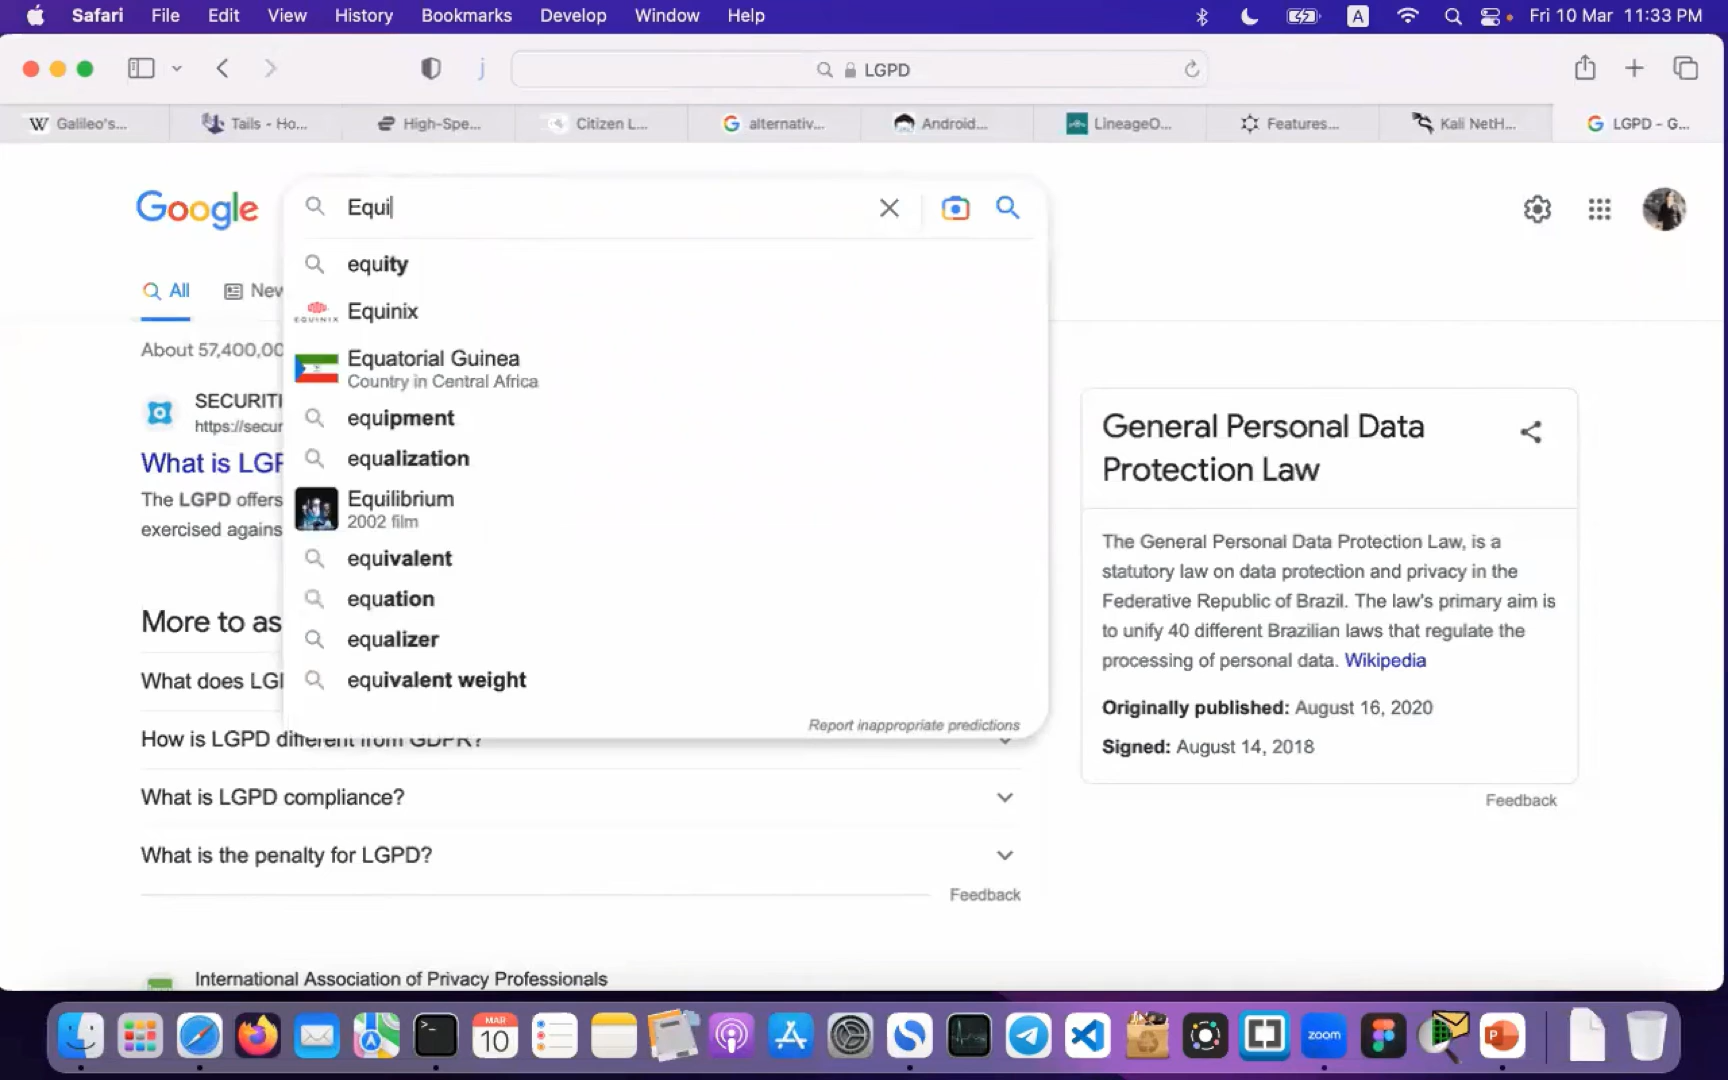 Safari File Edit View History Bookmarks Develop Window Help
A
Fri 10 Mar 11:33 PM
j
LGPD
W Galileo's...
Tails - Ho...
High-Spe...
Citizen L...
alternativ...
Android...
LineageO...
Features...
Kali NetH...
LGPD - G...
Google
Equi
equity
EQUINIX
Equinix
Equatorial Guinea
Country in Central Africa
equipment
equalization
Equilibrium
2002 film
equivalent
equation
equalizer
equivalent weight
Report inappropriate predictions
All
New
About 57,400,00
SECURITI
https://secur
What is LGP
The LGPD offers
exercised agains
More to as
What does LGI
How is LGPD different from GDPR?
What is LGPD compliance?
What is the penalty for LGPD?
Feedback
International Association of Privacy Professionals
General Personal Data
Protection Law
The General Personal Data Protection Law, is a
statutory law on data protection and privacy in the
Federative Republic of Brazil. The law's primary aim is
to unify 40 different Brazilian laws that regulate the
processing of personal data. Wikipedia
Originally published: August 16, 2020
Signed: August 14, 2018
Feedback
MAR
10
zoom
P